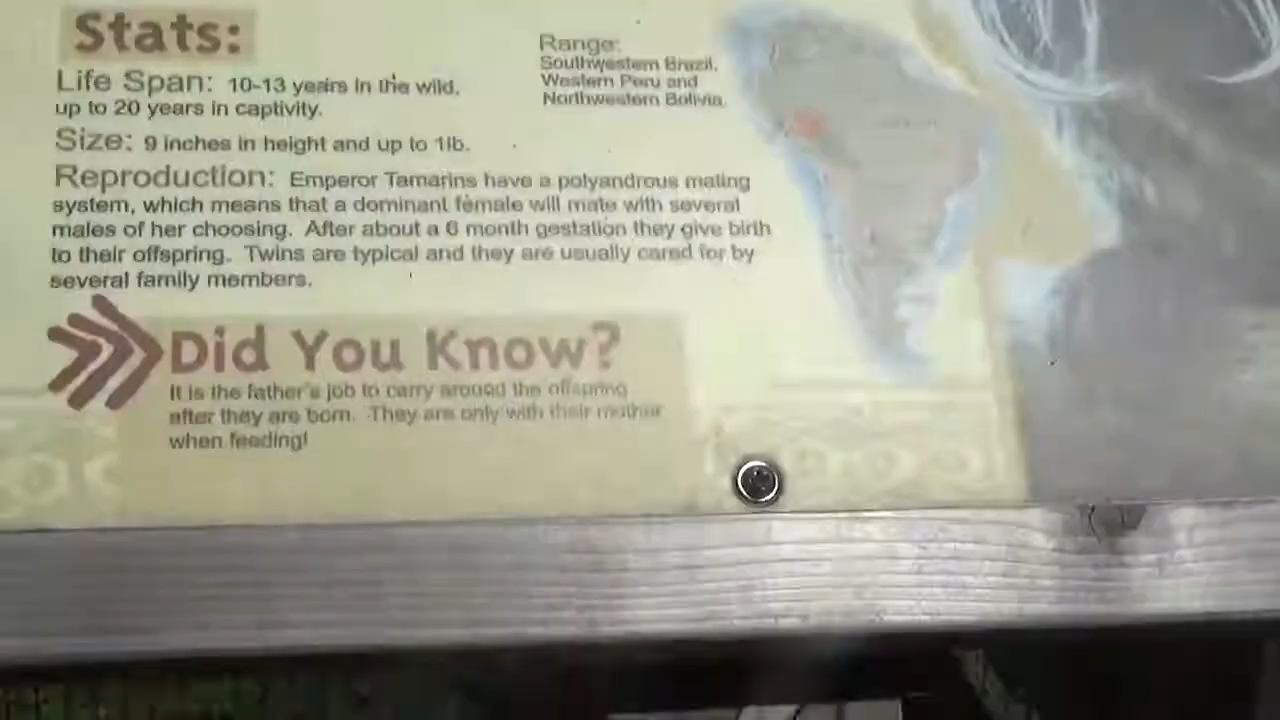 Stats:
Life Span: 10-13 years in the wild,
up to 20 years in captivity.
Size: 9 inches in height and up to 1lb.
Range:
Southwestern Brazil,
Western Peru and
Northwestern Bolivia.
Reproduction: Emperor Tamarins have a polyandrous mating
system, which means that a dominant female will mate with several
males of her choosing. After about a 6 month gestation they give birth
to their offspring. Twins are typical and they are usually cared for by
several family members.
Did You Know?
It is the father's job to carry around the offspring
after they are born. They are only with their mother
when feeding!